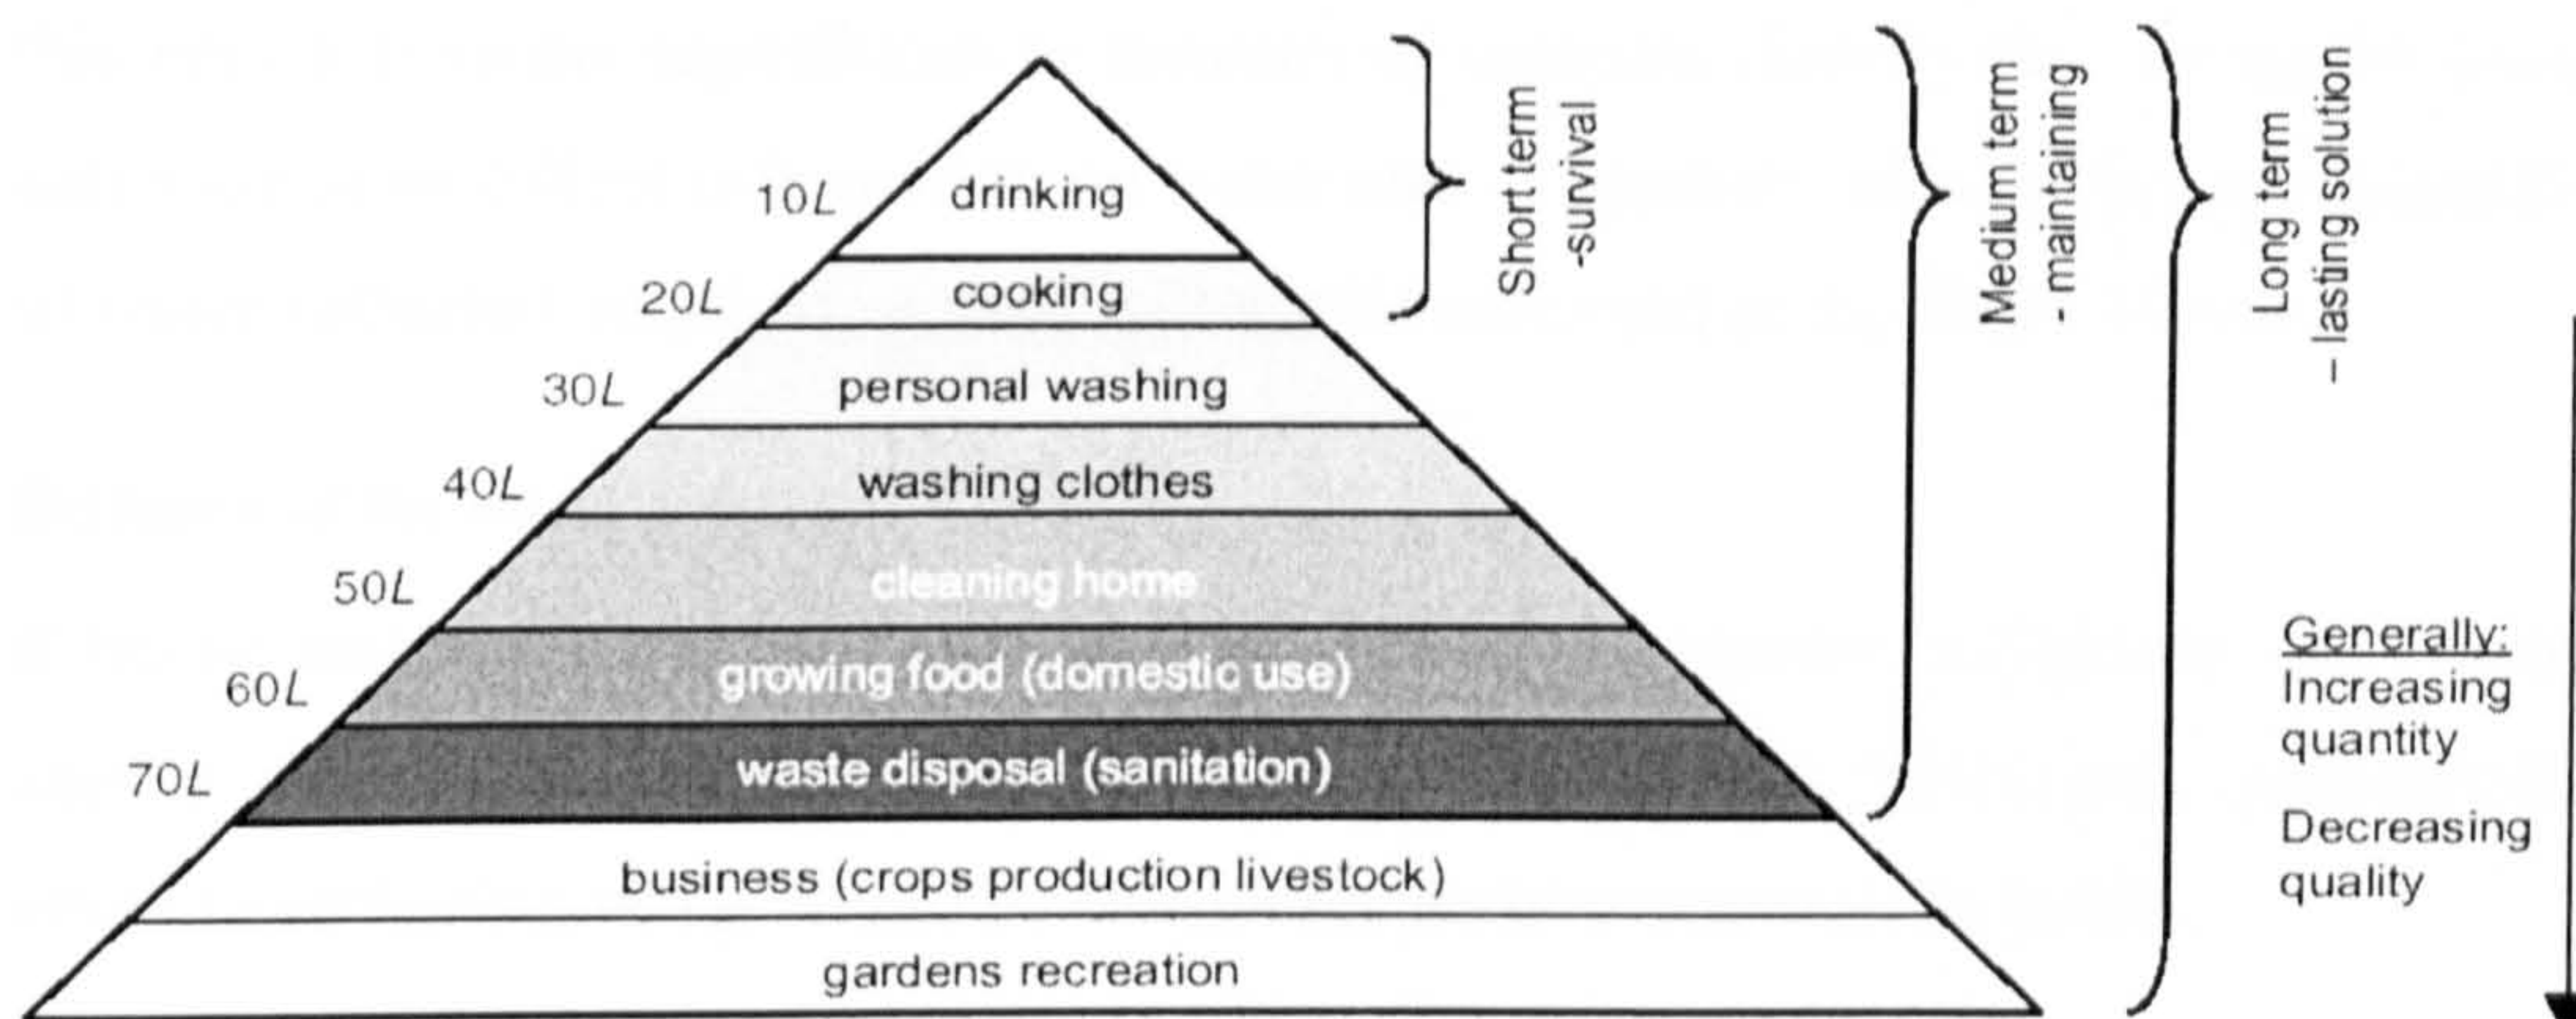 10L
drinking
20L
cooking
30L
personal washing
40L
washing clothes
50L
cleaning home
60L
growing food (domestic use)
70L
waste disposal (sanitation)
business (crops production livestock)
gardens recreation
Short term
-survival
Medium term
- maintaining
Long term
– lasting solution
Generally:
Increasing
quantity
Decreasing
quality